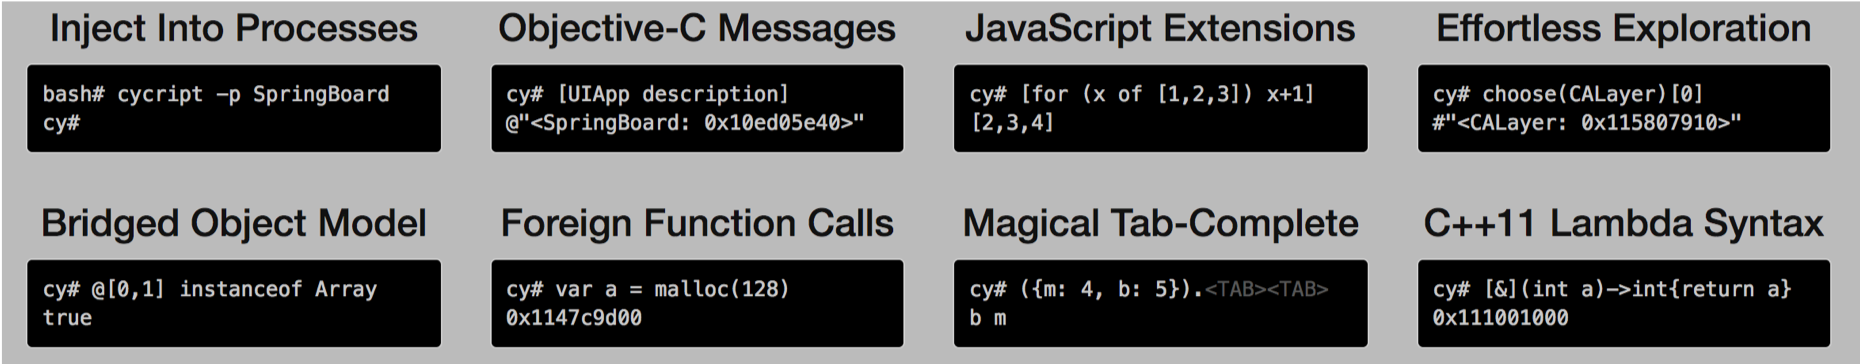 Inject Into Processes
bash# cycript -p SpringBoard
cy#
Objective-C Messages
cy# [UIApp description]
@"<SpringBoard: 0x10ed05e40>"
JavaScript Extensions
cy# [for (x of [1,2,3]) x+1]
[2,3,4]
Effortless Exploration
cy# choose(CALayer)[0]
#"<CALayer: 0x115807910>"
Bridged Object Model
cy# @[0,1] instanceof Array
true
Foreign Function Calls
cy# var a = malloc(128)
0x1147c9d00
Magical Tab-Complete
cy# ({m: 4, b: 5}).<TAB><TAB>
b m
C++11 Lambda Syntax
cy# [&](int a)->int{return a}
0x111001000